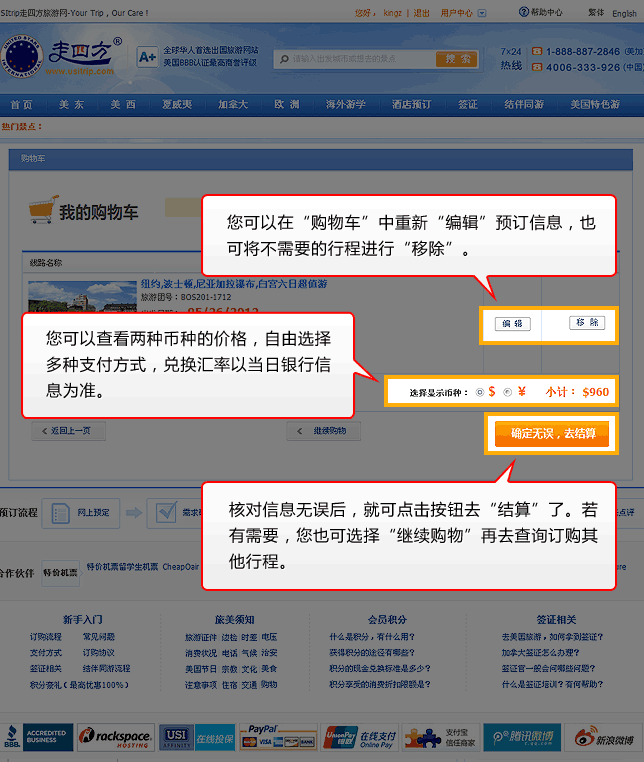 SItrip走四方旅游网-Your Trip, Our Care !
您好， kingz | 退出 用户中心
帮助中心 繁体 English
UNITED STARS INTERNATIONAL
走四方®
www.usitrip.com
A+
全球华人首选出国旅游网站
美国BBB认证最高商誉评级
请输入出发城市或想去的景点
搜 索
7x24
热线
1-888-887-2846 (美加
4006-333-926 (中国
首 页 美 东 美 西 夏威夷 加拿大 欧 洲 海外游学 酒店预订 签证 结伴同游 美国特色游
热门景点：
购物车
我的购物车
您可以在“购物车”中重新“编辑”预订信息，也
可将不需要的行程进行“移除”。
线路名称
纽约,波士顿,尼亚加拉瀑布,白宫六日超值游
旅游团号：BOS201-1712
05/26/2012
编 辑
移 除
您可以查看两种币种的价格，自由选择
多种支付方式，兑换汇率以当日银行信
息为准。
选择显示币种： $ ¥ 小计： $960
返回上一页
继续购物
确定无误，去结算
核对信息无误后，就可点击按钮去“结算”了。若
有需要，您也可选择“继续购物”再去查询订购其
他行程。
预订流程
网上预定
需求
点评
合作伙伴
特价机票
特价机票留学生机票 CheapOair
新手入门 旅美须知 会员积分 签证相关
订购流程 常见问题 旅游证件 边检 时差 电压 什么是积分，有什么用？ 去美国旅游，如何拿到签证？
支付方式 订购协议 消费状况 电话 气候 治安 获得积分的途径有哪些？ 加拿大签证怎么办理？
签证相关 结伴同游流程 美国节日 宗教 文化 美食 积分的现金兑换标准是多少？ 签证官一般会问哪些问题？
积分豪礼（最高优惠100%） 注意事项 住宿 交通 购物 积分享受的消费折扣限额是？ 什么是签证培训？有何帮助？
BBB. ACCREDITED BUSINESS
rackspace HOSTING
USI AFFINITY 在线投保
PayPal VISA
UnionPay 银联 在线支付 Online Pay
支付宝 信任商家
腾讯微博 t.qq.com
新浪微博